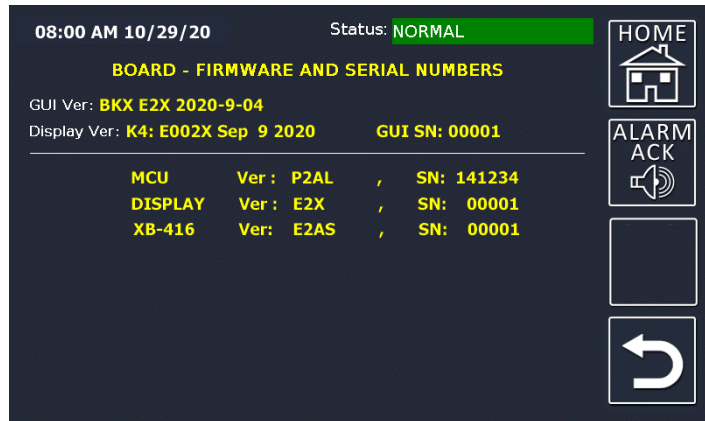 08:00 AM 10/29/20 Status: NORMAL
HOME
BOARD - FIRMWARE AND SERIAL NUMBERS
GUI Ver: BKX E2X 2020-9-04
Display Ver: K4: E002X Sep 9 2020 GUI SN: 00001
ALARM
ACK
MCU Ver : P2AL , SN: 141234
DISPLAY Ver : E2X , SN: 00001
XB-416 Ver: E2AS , SN: 00001